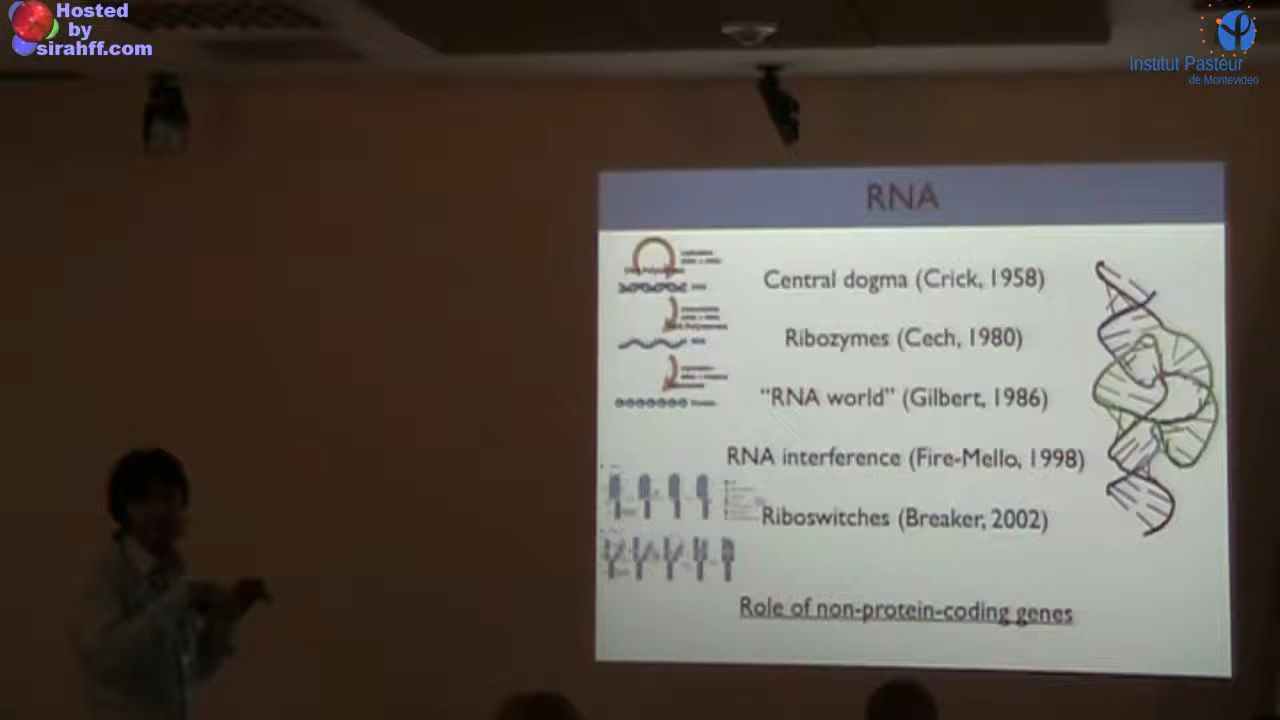 Hosted
by
sirahff.com
Institut Pasteur
de Montevideo
RNA
Central dogma (Crick, 1958)
Ribozymes (Cech, 1980)
“RNA world” (Gilbert, 1986)
RNA interference (Fire-Mello, 1998)
Riboswitches (Breaker, 2002)
Role of non-protein-coding genes